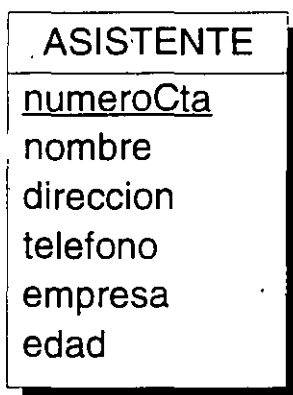 ASISTENTE
numeroCta
nombre
direccion
telefono
empresa
edad